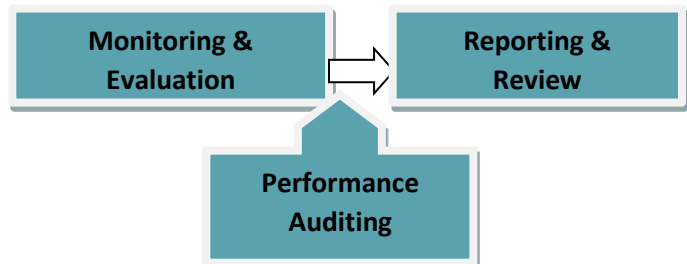 Monitoring &
Evaluation
Reporting &
Review
Performance
Auditing